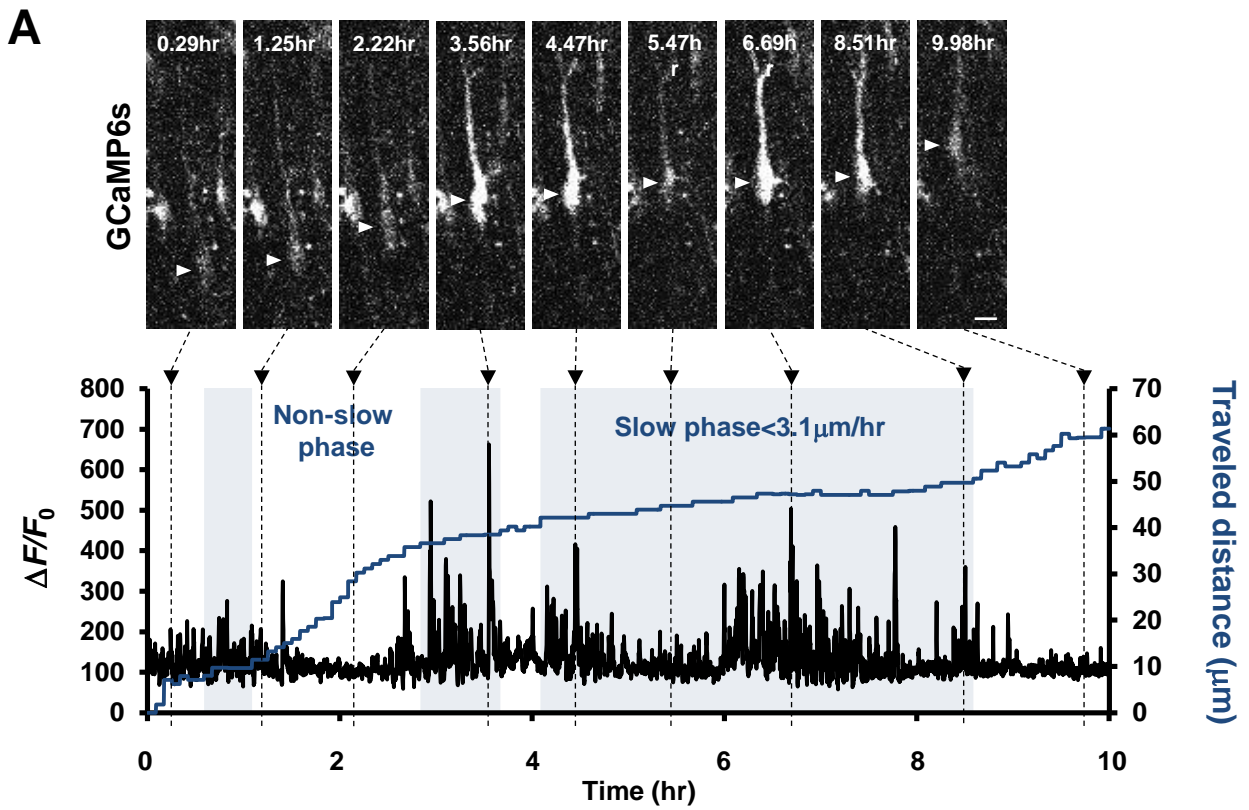 A
0.29hr 1.25hr 2.22hr 3.56hr 4.47hr 5.47h
r 6.69h
r 8.51hr 9.98hr
GCaMP6s
800 70
700 60
600 50
500 40
400 30
300 20
200 10
100 0
0
Non-slow
phase
Slow phase<3.1μm/hr
ΔF/F0
Traveled distance (μm)
0 2 4 6 8 10
Time (hr)